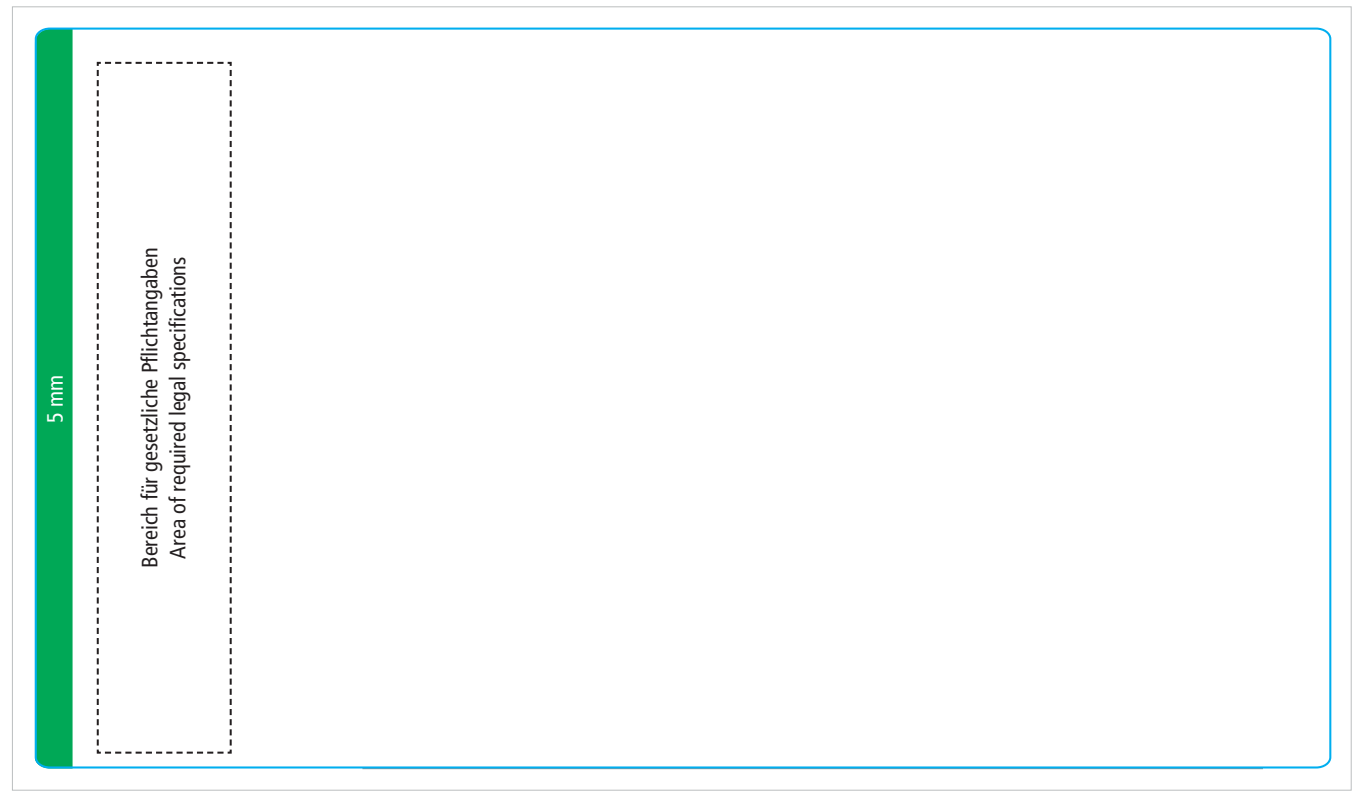 5 mm
Bereich für gesetzliche Pflichtangaben
Area of required legal specifications